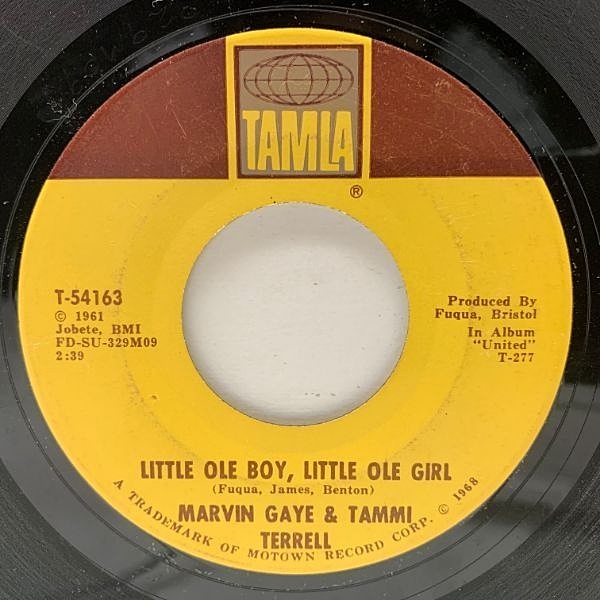 TAMLA
®
T-54163
© 1961
Jobete, BMI
FD-SU-329M09
2:39
Produced By
Fuqua, Bristol
In Album
"United"
T-277
LITTLE OLE BOY, LITTLE OLE GIRL
(Fuqua, James, Benton)
MARVIN GAYE & TAMMI
TERRELL
A TRADEMARK OF MOTOWN RECORD CORP. © 1968